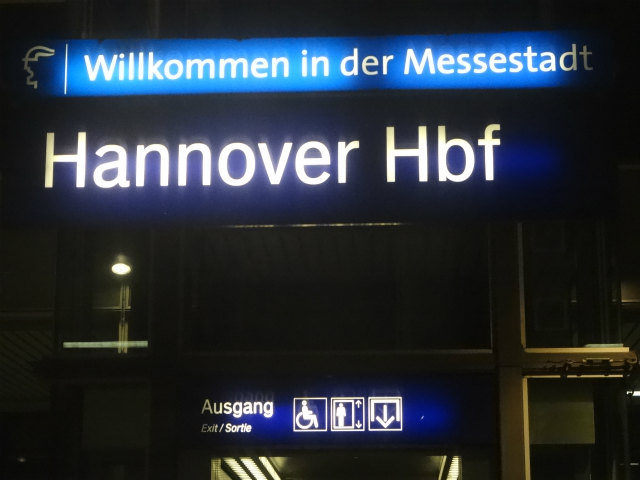 Willkommen in der Messestadt
Hannover Hbf
Ausgang
Exit / Sortie